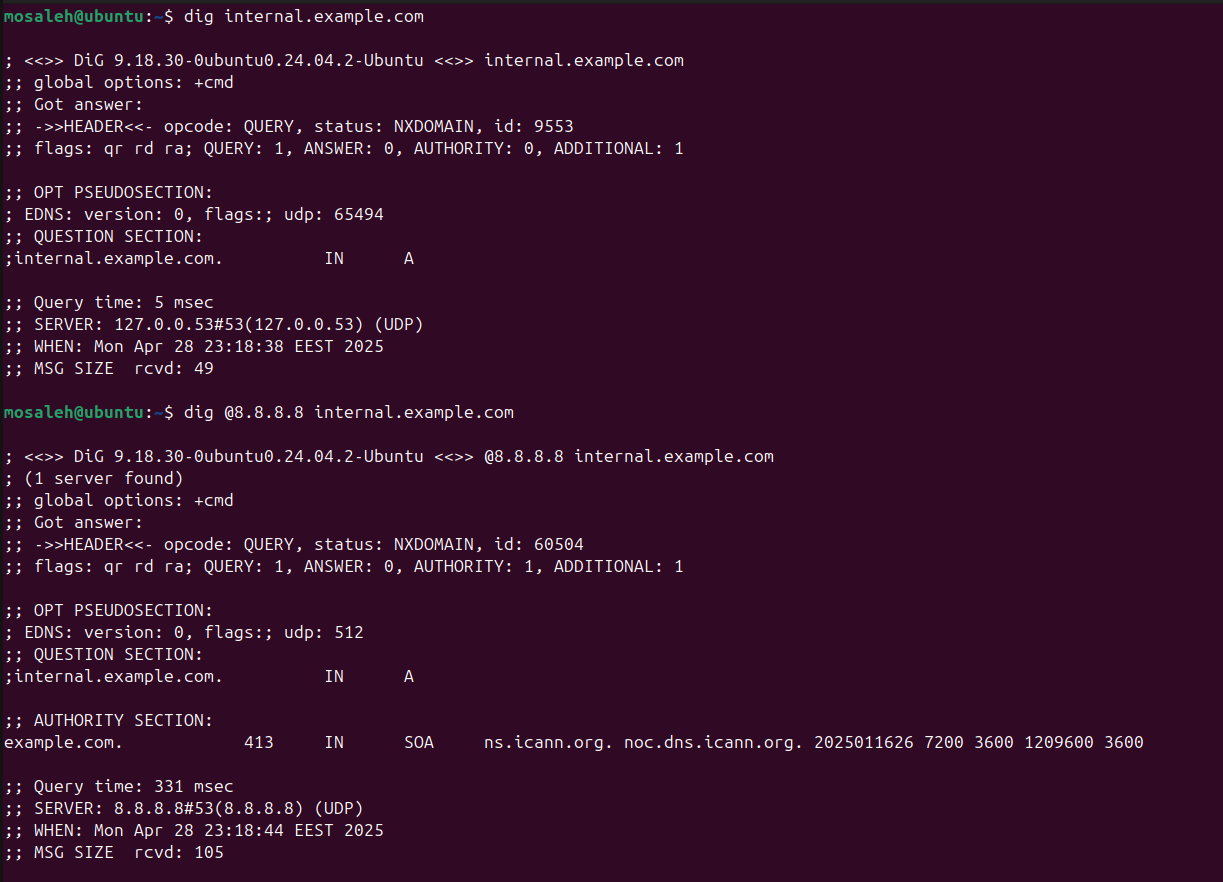 mosaleh@ubuntu:~$ dig internal.example.com

; <<>> DiG 9.18.30-0ubuntu0.24.04.2-Ubuntu <<>> internal.example.com
;; global options: +cmd
;; Got answer:
;; ->>HEADER<<- opcode: QUERY, status: NXDOMAIN, id: 9553
;; flags: qr rd ra; QUERY: 1, ANSWER: 0, AUTHORITY: 0, ADDITIONAL: 1

;; OPT PSEUDOSECTION:
; EDNS: version: 0, flags:; udp: 65494
;; QUESTION SECTION:
;internal.example.com.		IN	A

;; Query time: 5 msec
;; SERVER: 127.0.0.53#53(127.0.0.53) (UDP)
;; WHEN: Mon Apr 28 23:18:38 EEST 2025
;; MSG SIZE  rcvd: 49

mosaleh@ubuntu:~$ dig @8.8.8.8 internal.example.com

; <<>> DiG 9.18.30-0ubuntu0.24.04.2-Ubuntu <<>> @8.8.8.8 internal.example.com
; (1 server found)
;; global options: +cmd
;; Got answer:
;; ->>HEADER<<- opcode: QUERY, status: NXDOMAIN, id: 60504
;; flags: qr rd ra; QUERY: 1, ANSWER: 0, AUTHORITY: 1, ADDITIONAL: 1

;; OPT PSEUDOSECTION:
; EDNS: version: 0, flags:; udp: 512
;; QUESTION SECTION:
;internal.example.com.		IN	A

;; AUTHORITY SECTION:
example.com.		413	IN	SOA	ns.icann.org. noc.dns.icann.org. 2025011626 7200 3600 1209600 3600

;; Query time: 331 msec
;; SERVER: 8.8.8.8#53(8.8.8.8) (UDP)
;; WHEN: Mon Apr 28 23:18:44 EEST 2025
;; MSG SIZE  rcvd: 105